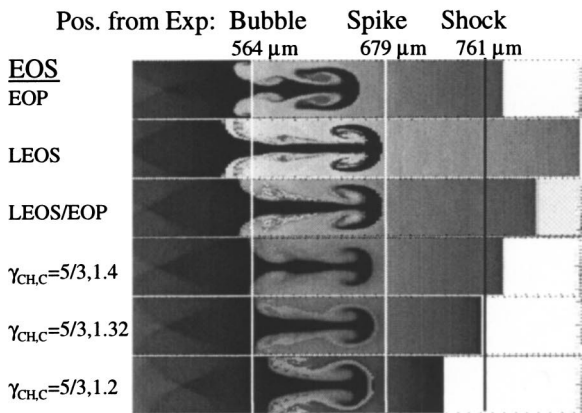 Pos. from Exp: Bubble Spike Shock
564 μm 679 μm 761 μm
EOS
EOP
LEOS
LEOS/EOP
γCH,C=5/3,1.4
γCH,C=5/3,1.32
γCH,C=5/3,1.2